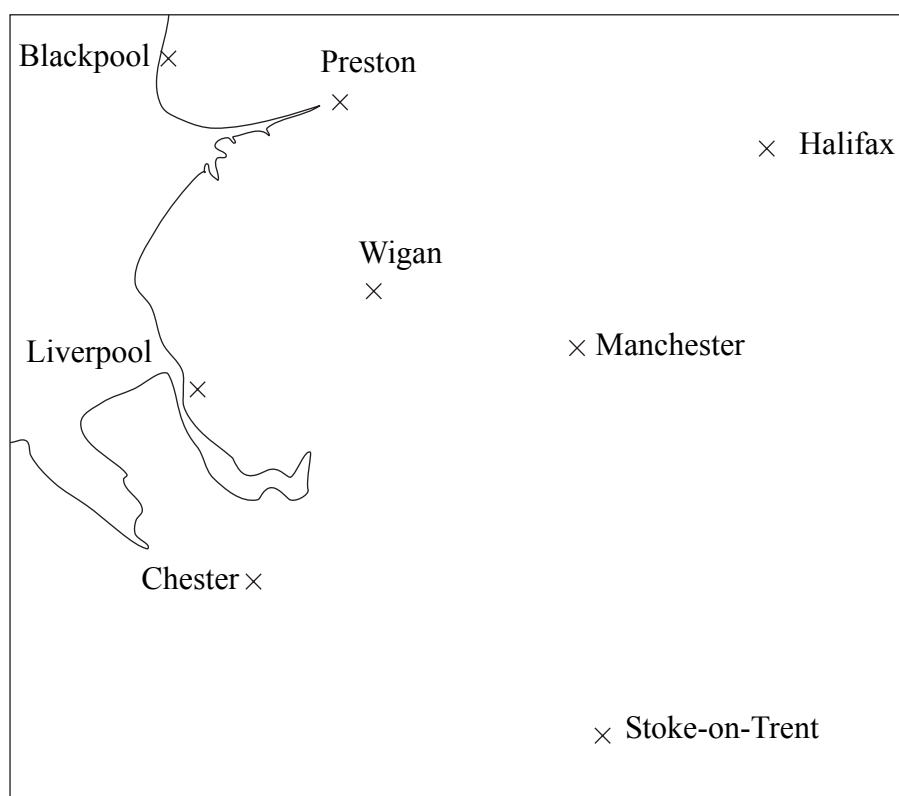 Blackpool
Preston
Halifax
Wigan
Manchester
Liverpool
Chester
Stoke-on-Trent